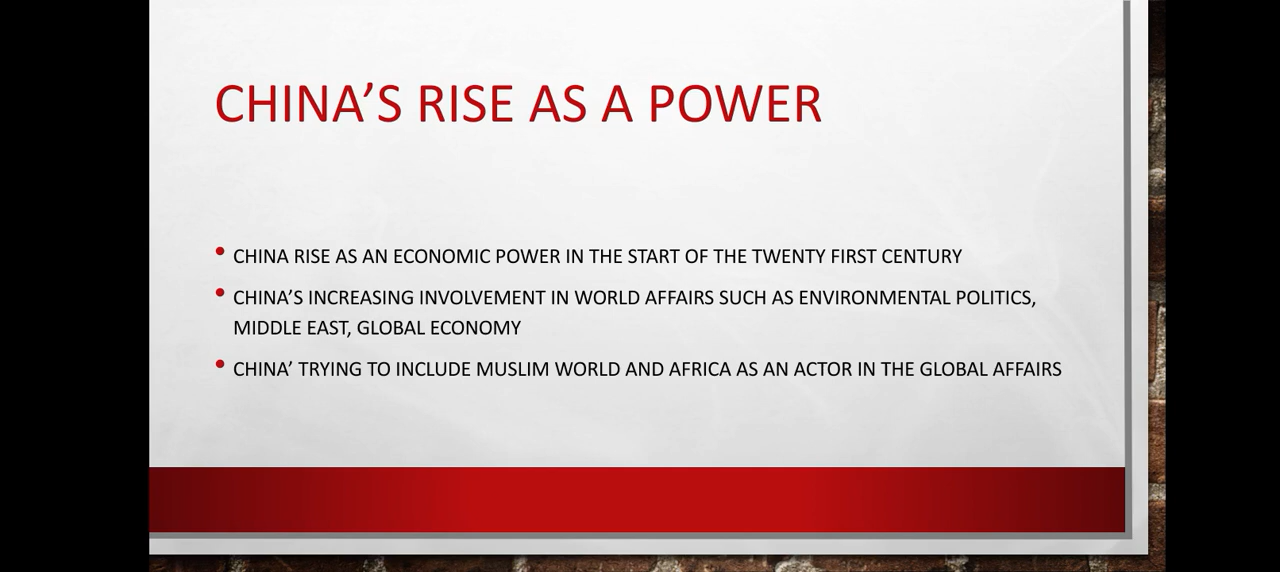 CHINA’S RISE AS A POWER
• CHINA RISE AS AN ECONOMIC POWER IN THE START OF THE TWENTY FIRST CENTURY
• CHINA’S INCREASING INVOLVEMENT IN WORLD AFFAIRS SUCH AS ENVIRONMENTAL POLITICS,
MIDDLE EAST, GLOBAL ECONOMY
• CHINA’ TRYING TO INCLUDE MUSLIM WORLD AND AFRICA AS AN ACTOR IN THE GLOBAL AFFAIRS